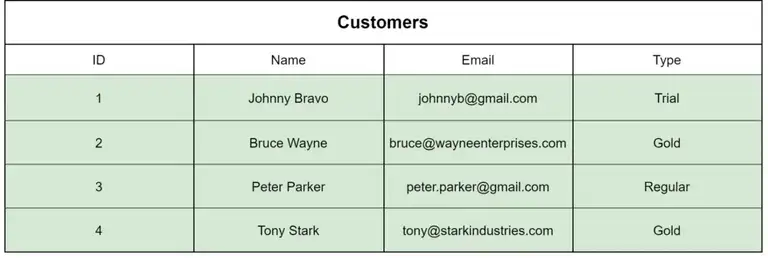 Customers
ID Name Email Type
1 Johnny Bravo johnnyb@gmail.com Trial
2 Bruce Wayne bruce@wayneenterprises.com Gold
3 Peter Parker peter.parker@gmail.com Regular
4 Tony Stark tony@starkindustries.com Gold